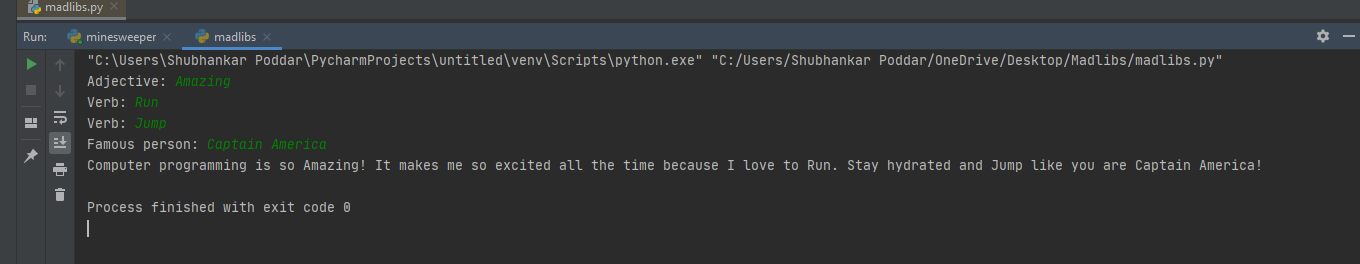 madlibs.py
Run: minesweeper madlibs
"C:\Users\Shubhankar Poddar\PycharmProjects\untitled\venv\Scripts\python.exe" "C:/Users/Shubhankar Poddar/OneDrive/Desktop/Madlibs/madlibs.py"
Adjective: Amazing
Verb: Run
Verb: Jump
Famous person: Captain America
Computer programming is so Amazing! It makes me so excited all the time because I love to Run. Stay hydrated and Jump like you are Captain America!
Process finished with exit code 0